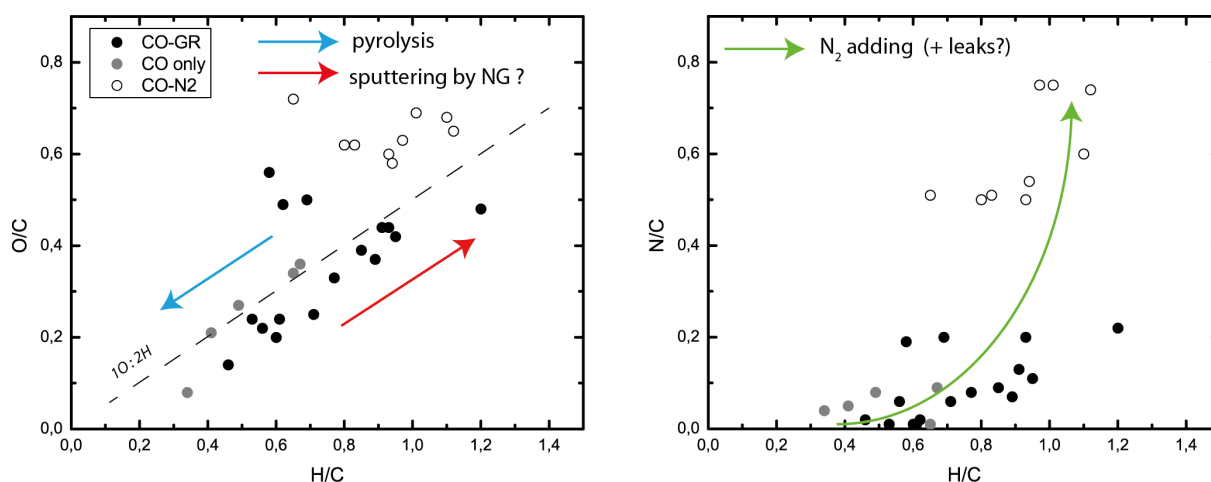 CO-GR
CO only
CO-N2
pyrolysis
sputtering by NG ?
1O:2H
O/C
0,8
0,6
0,4
0,2
0,0
0,0 0,2 0,4 0,6 0,8 1,0 1,2 1,4
H/C
N₂ adding (+ leaks?)
N/C
0,8
0,6
0,4
0,2
0,0
0,0 0,2 0,4 0,6 0,8 1,0 1,2 1,4
H/C